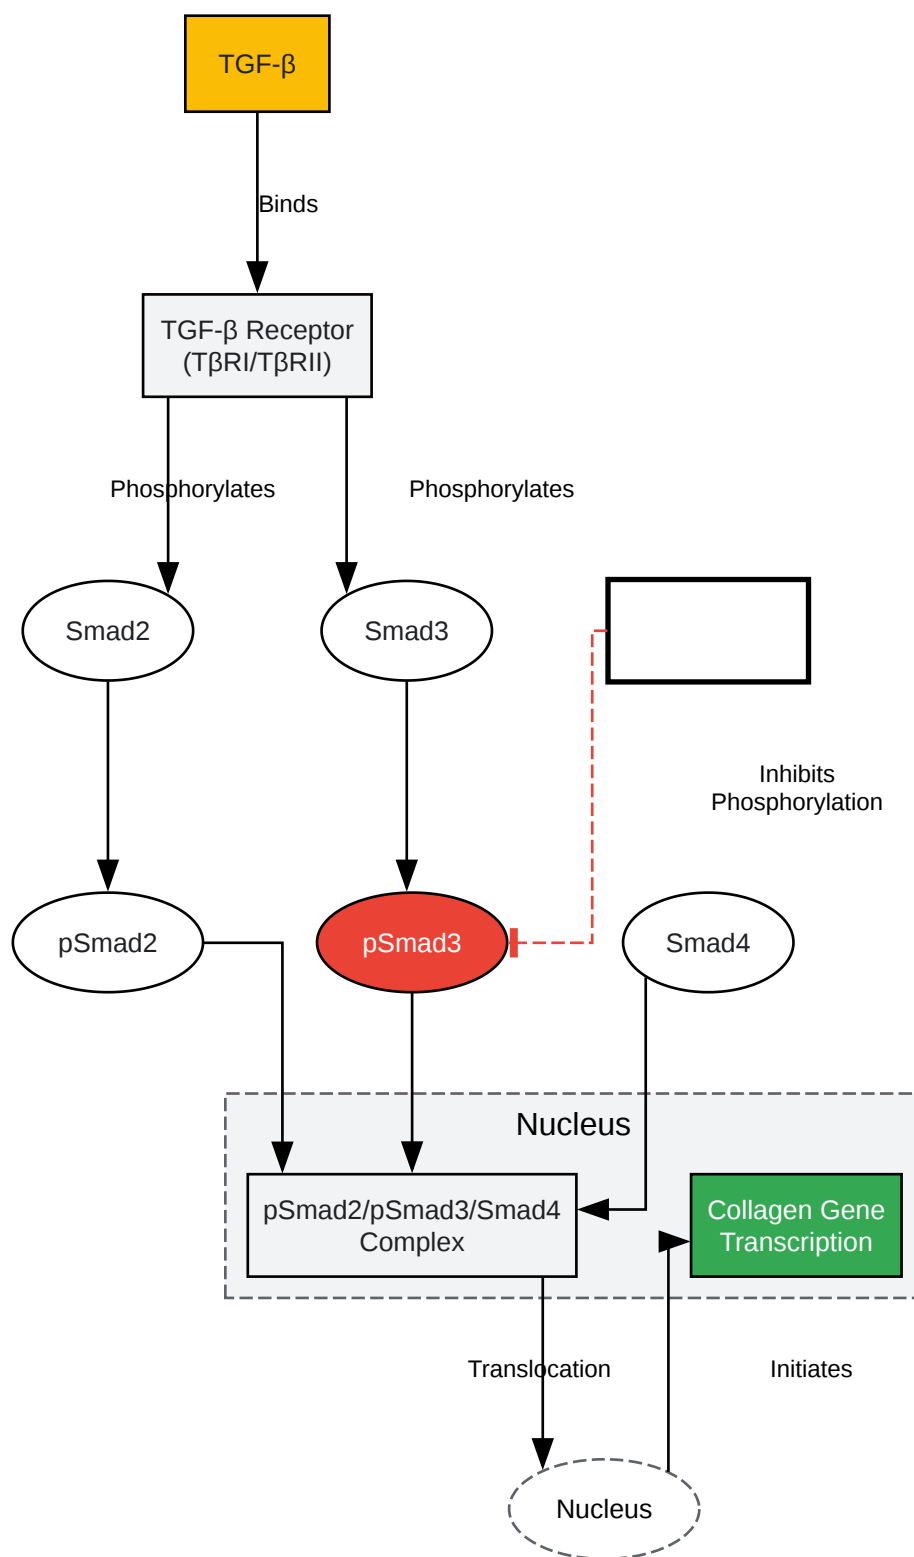 TGF-β
Binds
TGF-β Receptor
(TβRI/TβRII)
Phosphorylates
Phosphorylates
Smad2
Smad3
Inhibits
Phosphorylation
pSmad2
pSmad3
Smad4
Nucleus
pSmad2/pSmad3/Smad4
Complex
Collagen Gene
Transcription
Translocation
Initiates
Nucleus